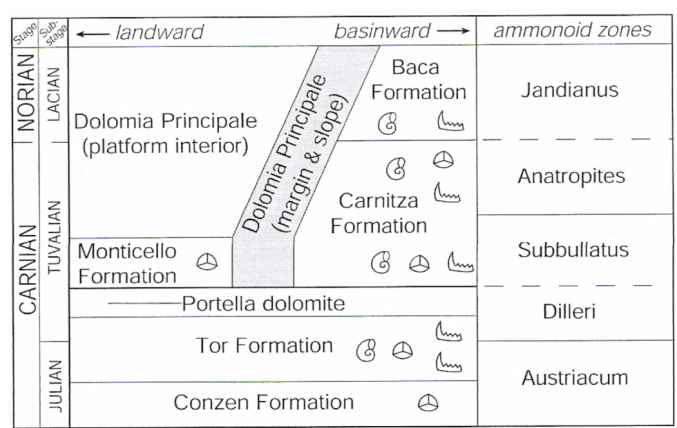 Stage
Sub-
stage
← landward
basinward →
ammonoid zones
NORIAN
LACIAN
Dolomia Principale
(platform interior)
Dolomia Principale
(margin & slope)
Baca
Formation
Jandianus
CARNIAN
TUVALIAN
Carnitza
Formation
Anatropites
Monticello
Formation
Subbullatus
Portella dolomite
Dilleri
Tor Formation
JULIAN
Conzen Formation
Austriacum